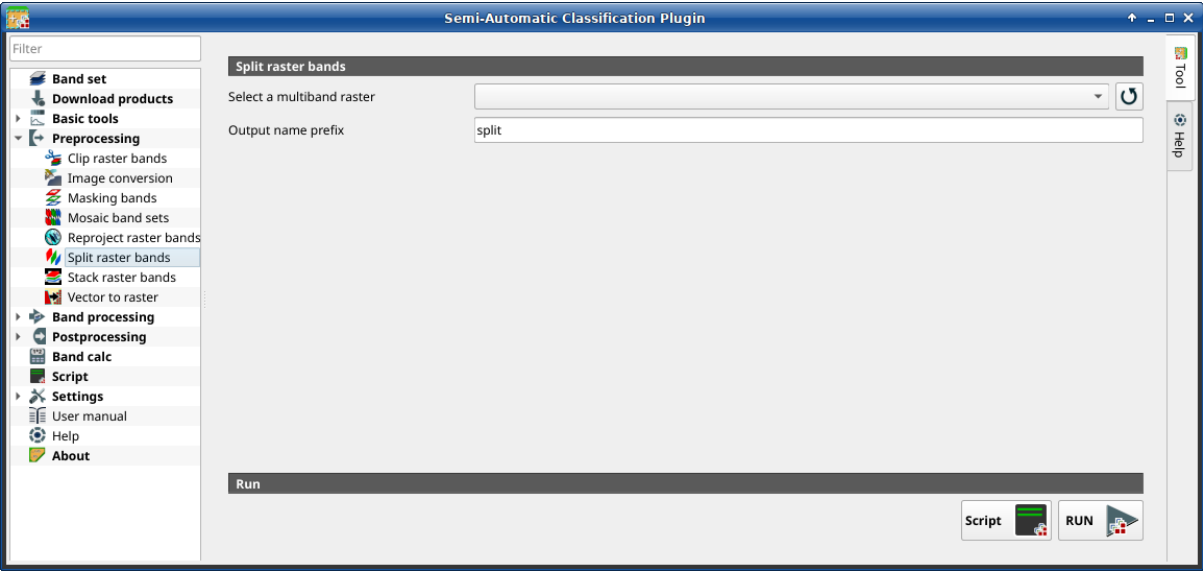 Semi-Automatic Classification Plugin
Filter
Band set
Download products
Basic tools
Preprocessing
Clip raster bands
Image conversion
Masking bands
Mosaic band sets
Reproject raster bands
Split raster bands
Stack raster bands
Vector to raster
Band processing
Postprocessing
Band calc
Script
Settings
User manual
Help
About
Split raster bands
Select a multiband raster
Output name prefix
split
Run
Script
RUN
Tool
Help